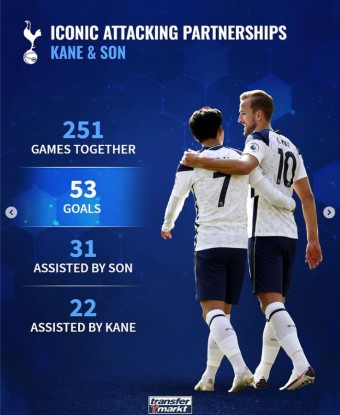 ICONIC ATTACKING PARTNERSHIPS
KANE & SON
251
GAMES TOGETHER
53
GOALS
31
ASSISTED BY SON
22
ASSISTED BY KANE
7
10
transfer
markt